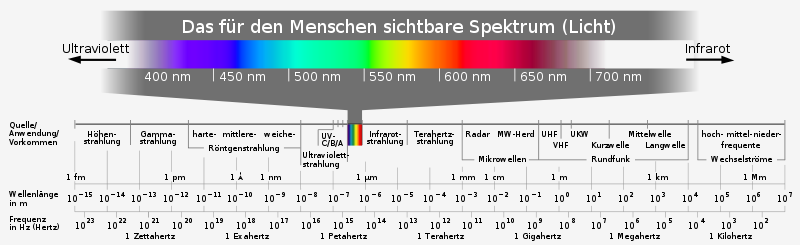 Das für den Menschen sichtbare Spektrum (Licht)
Ultraviolett
Infrarot
400 nm 450 nm 500 nm 550 nm 600 nm 650 nm 700 nm
Quelle/
Anwendung/
Vorkommen
Höhen-
strahlung
Gamma-
strahlung
harte- mittlere- weiche-
Röntgenstrahlung
UV-
C/B/A
Ultraviolett-
strahlung
Infrarot-
strahlung
Terahertz-
strahlung
Radar MW-Herd
Mikrowellen
UHF UKW Mittelwelle
VHF Kurzwelle Langwelle
Rundfunk
hoch- mittel- nieder-
frequente
Wechselströme
1 fm 1 pm 1 Å 1 nm 1 µm 1 mm 1 cm 1 m 1 km 1 Mm
Wellenlänge
in m
10⁻¹⁵ 10⁻¹⁴ 10⁻¹³ 10⁻¹² 10⁻¹¹ 10⁻¹⁰ 10⁻⁹ 10⁻⁸ 10⁻⁷ 10⁻⁶ 10⁻⁵ 10⁻⁴ 10⁻³ 10⁻² 10⁻¹ 10⁰ 10¹ 10² 10³ 10⁴ 10⁵ 10⁶ 10⁷
Frequenz
in Hz (Hertz)
10²³ 10²² 10²¹ 10²⁰ 10¹⁹ 10¹⁸ 10¹⁷ 10¹⁶ 10¹⁵ 10¹⁴ 10¹³ 10¹² 10¹¹ 10¹⁰ 10⁹ 10⁸ 10⁷ 10⁶ 10⁵ 10⁴ 10³ 10²
1 Zettahertz 1 Exahertz 1 Petahertz 1 Terahertz 1 Gigahertz 1 Megahertz 1 Kilohertz